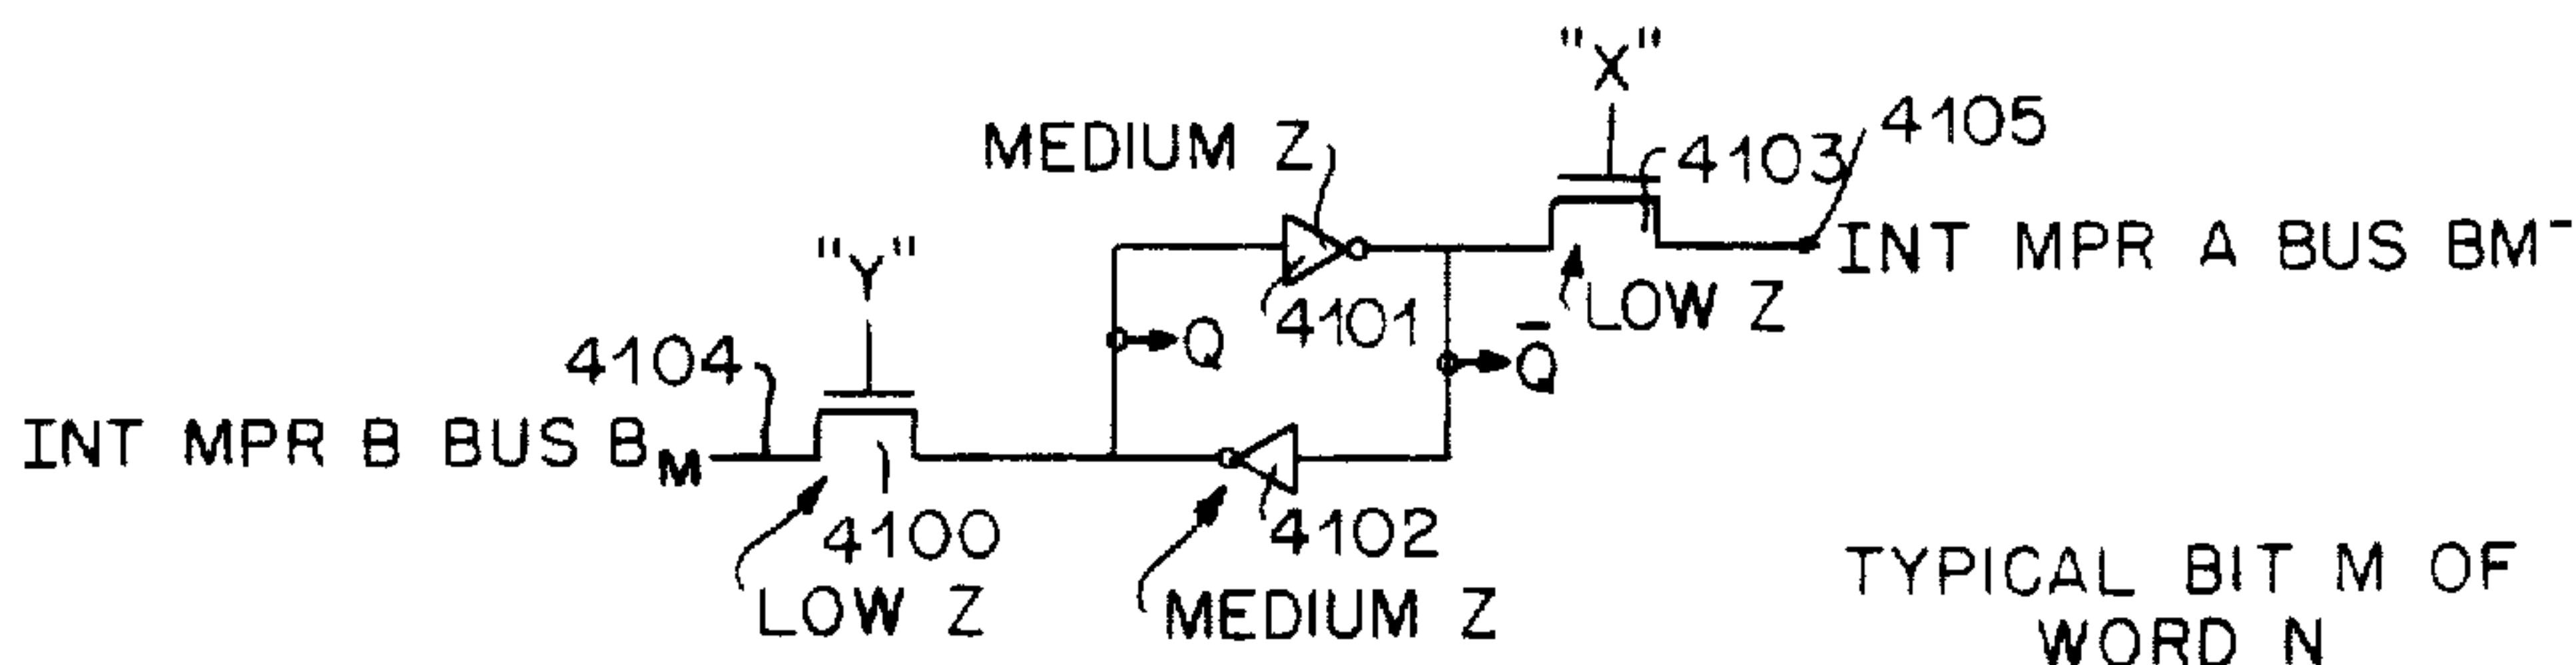 "X"
4105
MEDIUM Z
4103
"Y"
INT MPR A BUS BM-
4101
LOW Z
Q
Q̄
4104
INT MPR B BUS BM
4100
4102
LOW Z
MEDIUM Z
TYPICAL BIT M OF
WORD N